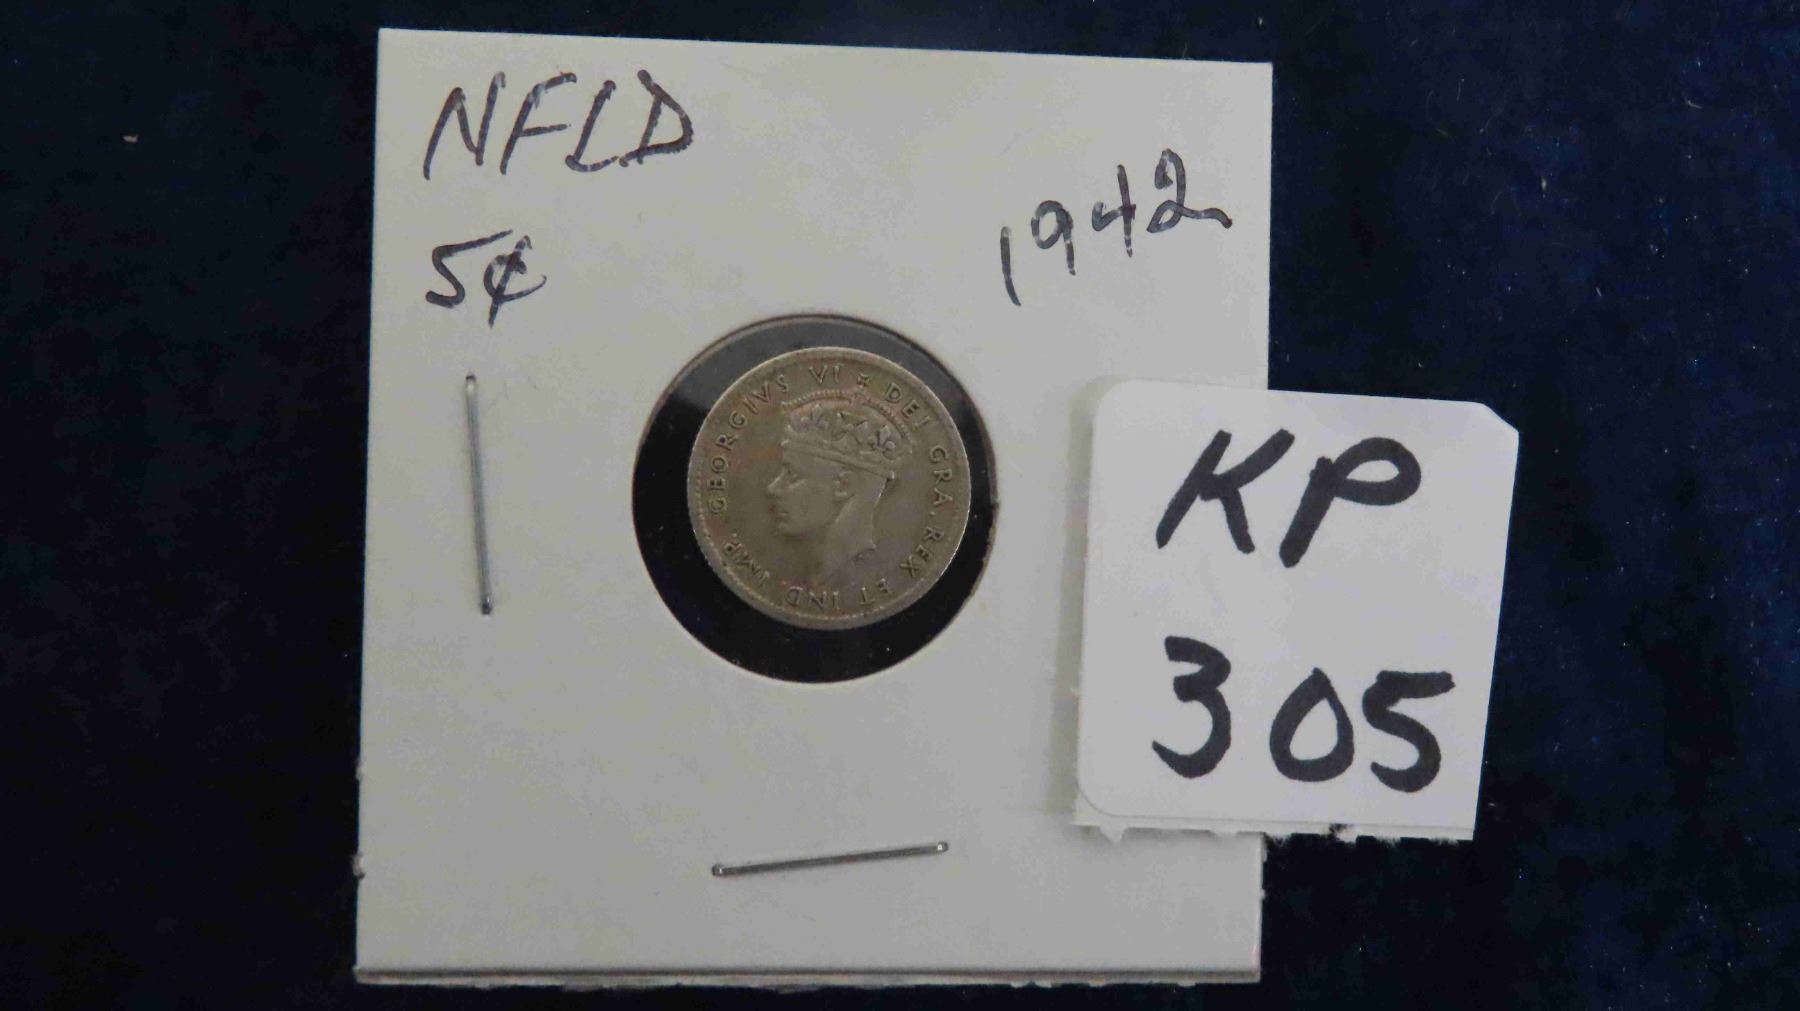 NFLD
5¢
1942
GEORGIVS VI DEI GRA. REX ET IND. IMP.
KP
305